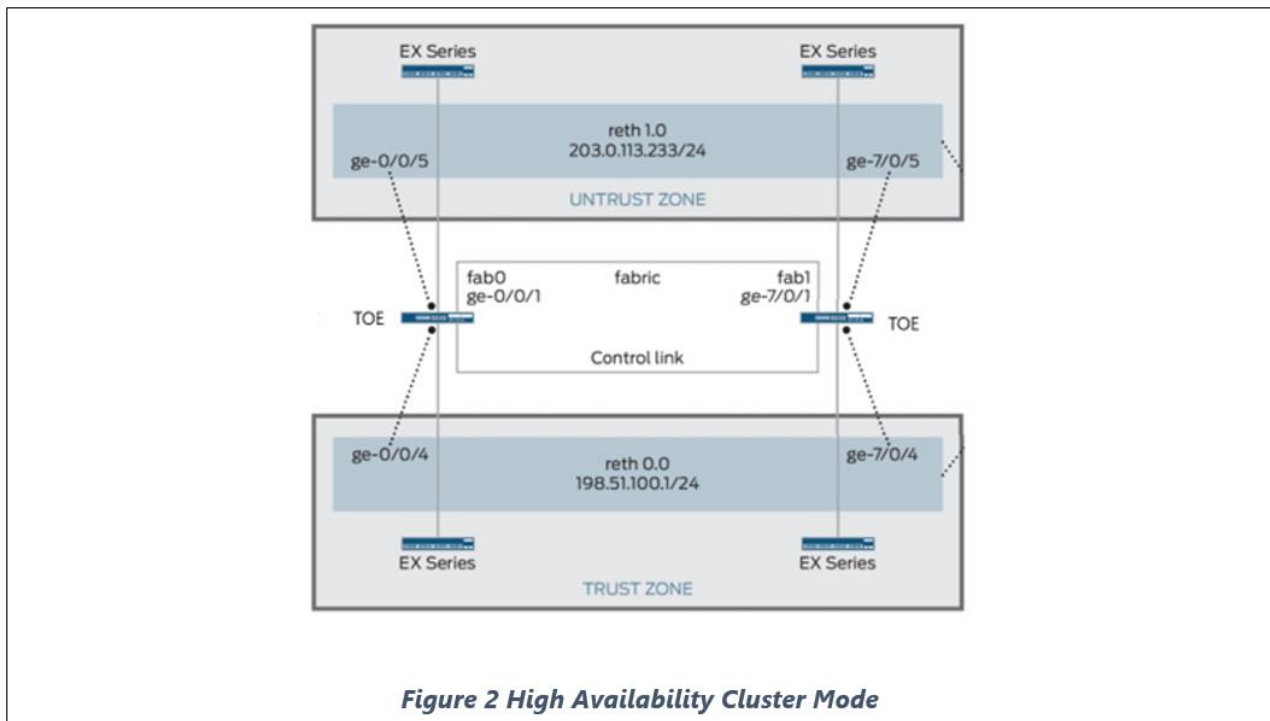 EX Series
EX Series
reth 1.0
203.0.113.233/24
ge-0/0/5
ge-7/0/5
UNTRUST ZONE
fab0
ge-0/0/1
fabric
fab1
ge-7/0/1
TOE
TOE
Control link
ge-0/0/4
ge-7/0/4
reth 0.0
198.51.100.1/24
EX Series
EX Series
TRUST ZONE
Figure 2 High Availability Cluster Mode